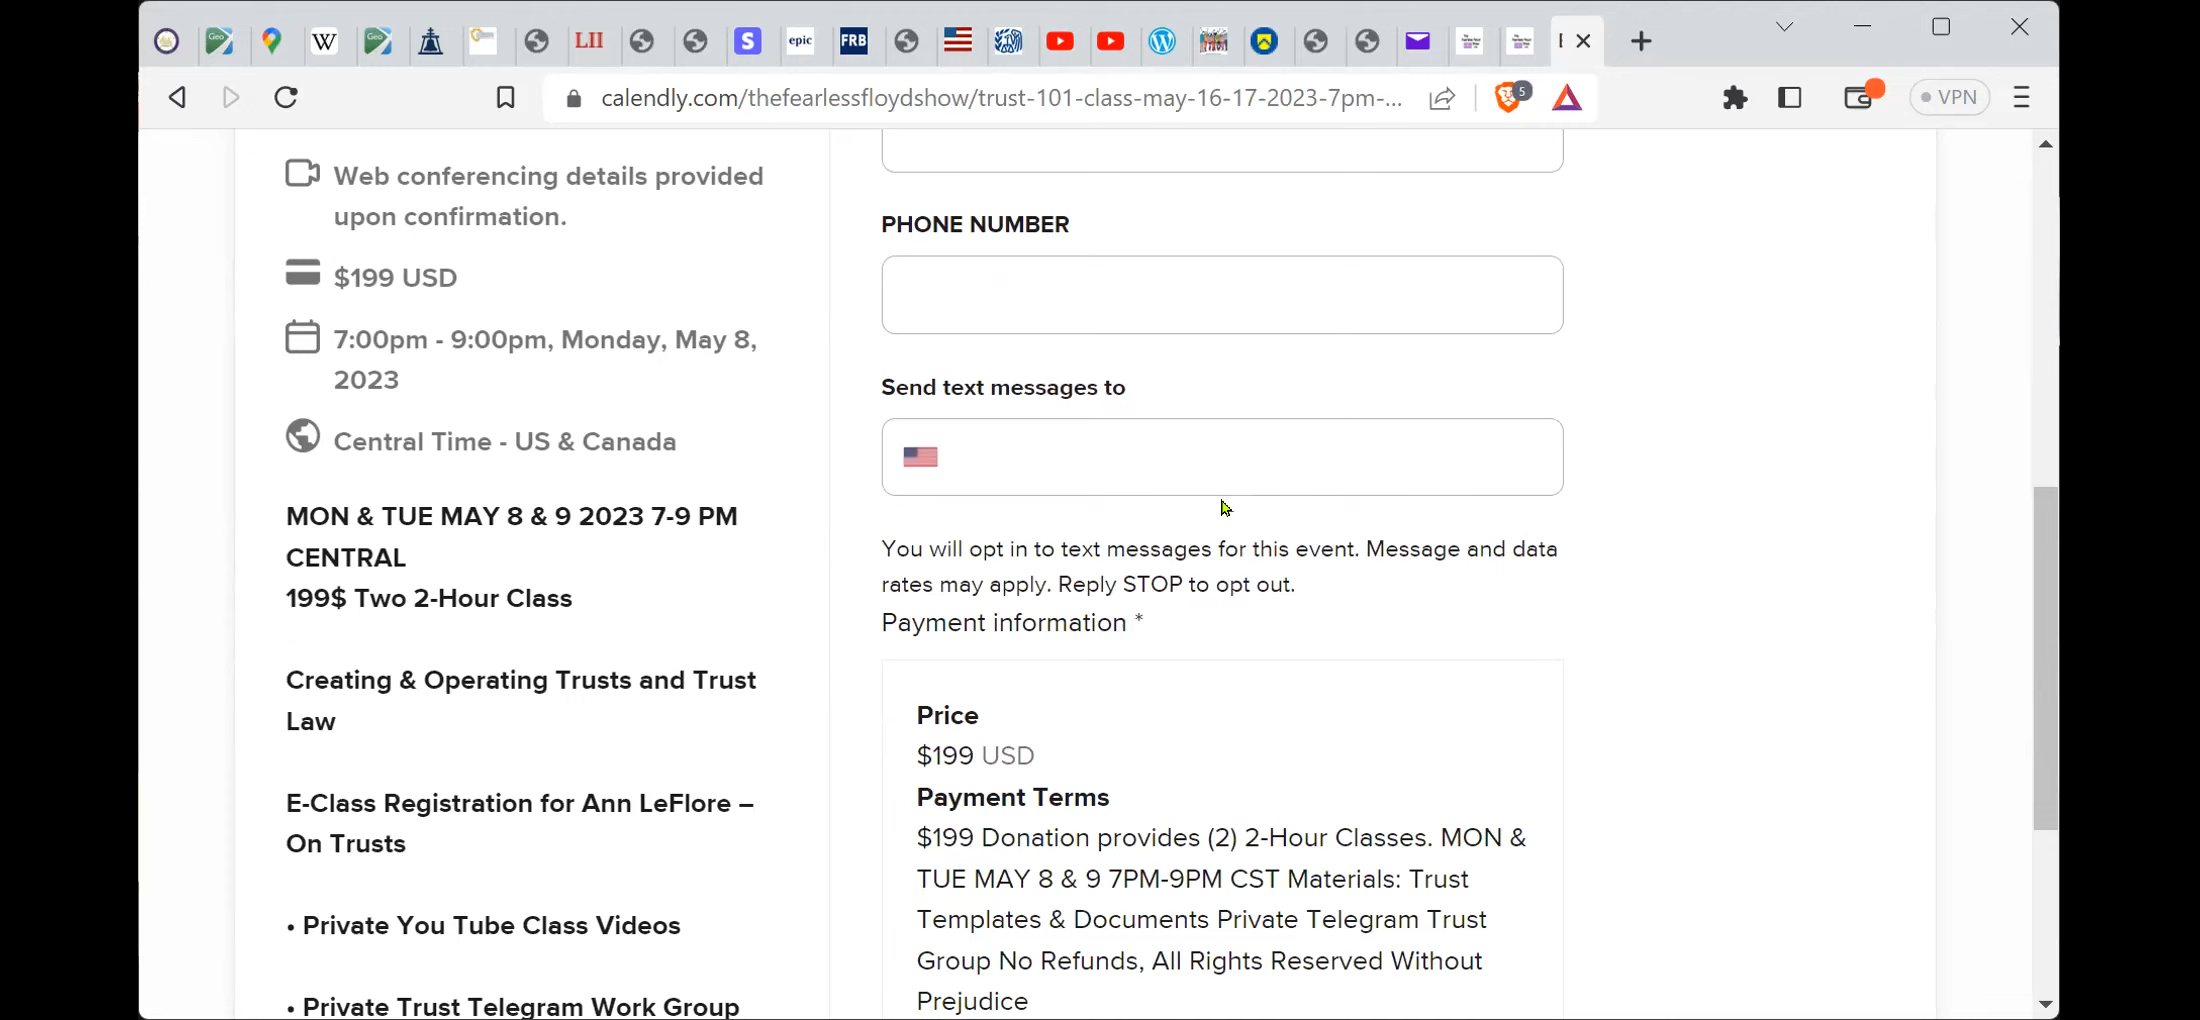 LII
S
epic
FRB
W
calendly.com/thefearlessfloydshow/trust-101-class-may-16-17-2023-7pm-...
5
VPN
Web conferencing details provided
upon confirmation.
$199 USD
7:00pm - 9:00pm, Monday, May 8,
2023
Central Time - US & Canada
MON & TUE MAY 8 & 9 2023 7-9 PM
CENTRAL
199$ Two 2-Hour Class
Creating & Operating Trusts and Trust
Law
E-Class Registration for Ann LeFlore –
On Trusts
• Private You Tube Class Videos
• Private Trust Telegram Work Group
PHONE NUMBER
Send text messages to
You will opt in to text messages for this event. Message and data
rates may apply. Reply STOP to opt out.
Payment information *
Price
$199 USD
Payment Terms
$199 Donation provides (2) 2-Hour Classes. MON &
TUE MAY 8 & 9 7PM-9PM CST Materials: Trust
Templates & Documents Private Telegram Trust
Group No Refunds, All Rights Reserved Without
Prejudice